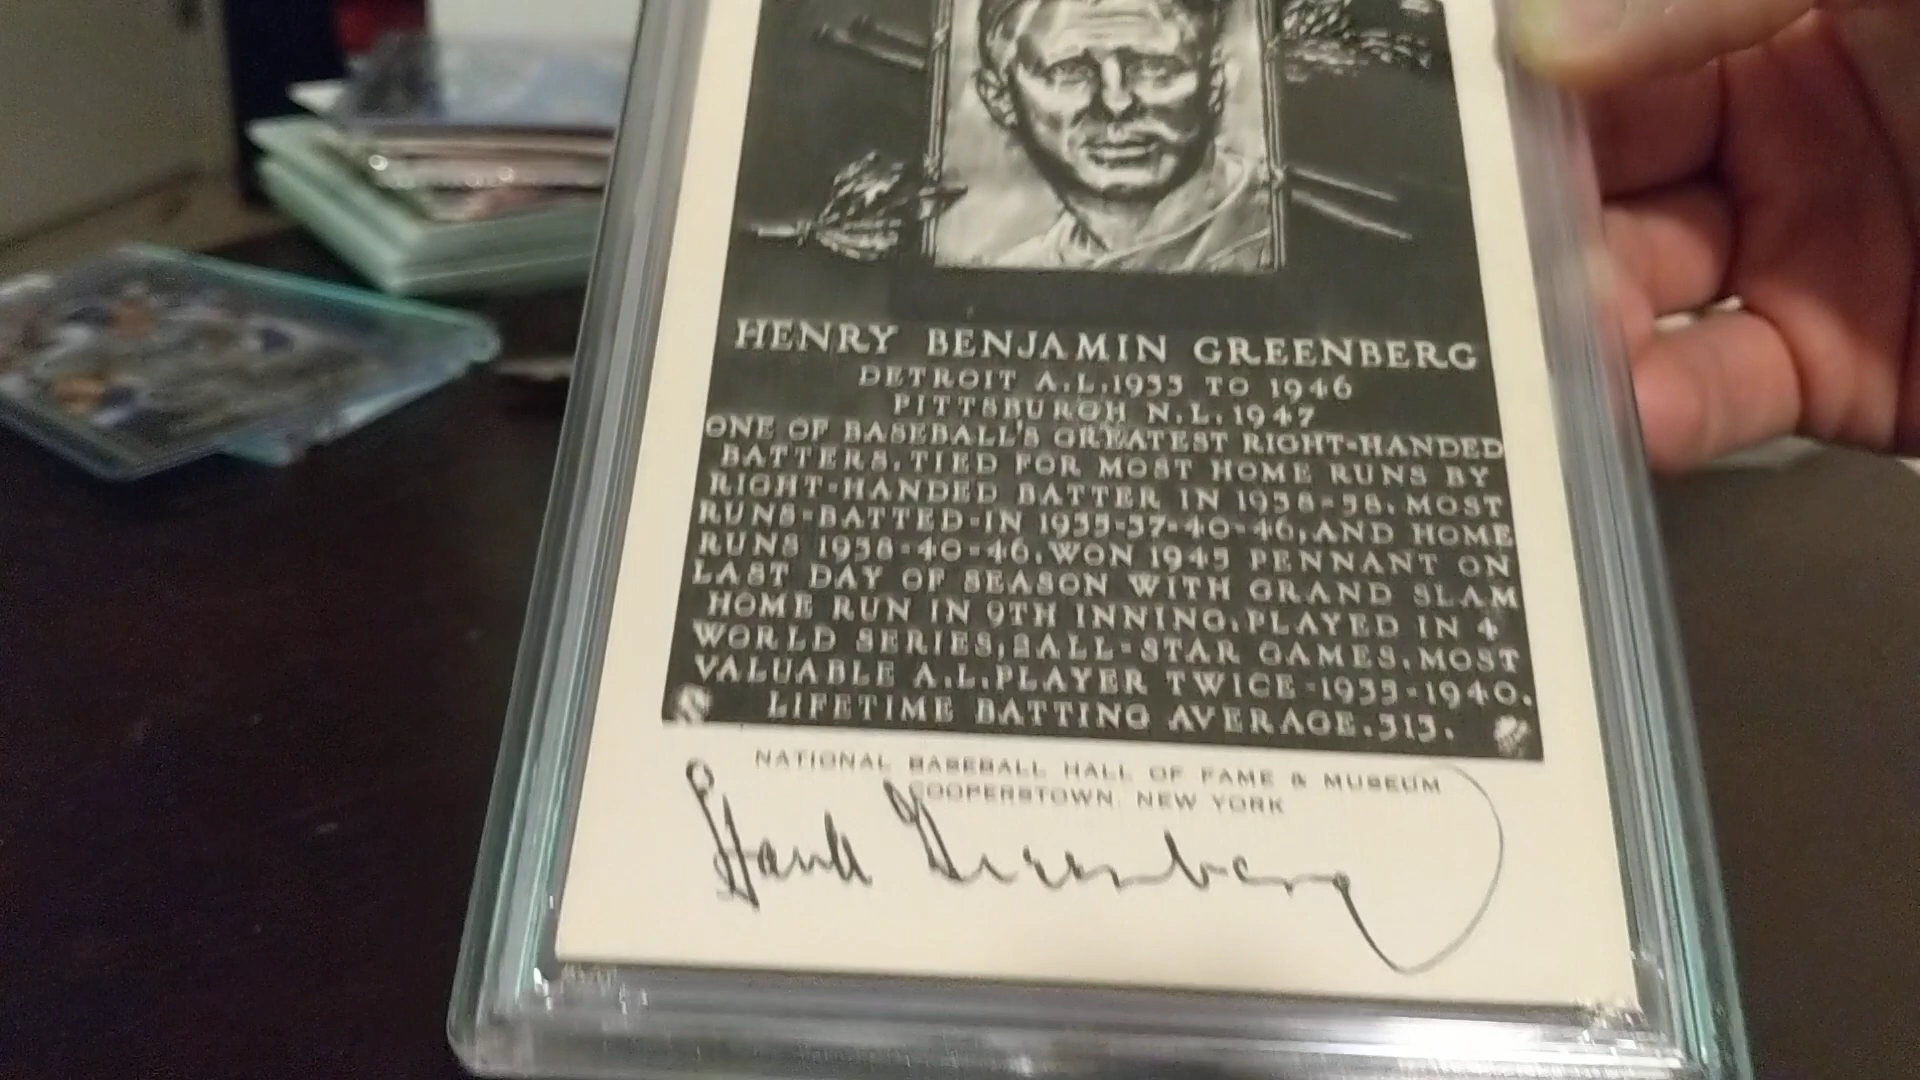 HENRY BENJAMIN GREENBERG
DETROIT A.L. 1933 TO 1946
PITTSBURGH N.L. 1947
ONE OF BASEBALL'S GREATEST RIGHT-HANDED
BATTERS. TIED FOR MOST HOME RUNS BY
RIGHT-HANDED BATTER IN 1938-58. MOST
RUNS-BATTED-IN 1935-37-40-46, AND HOME
RUNS 1938-40-46. WON 1945 PENNANT ON
LAST DAY OF SEASON WITH GRAND SLAM
HOME RUN IN 9TH INNING. PLAYED IN 4
WORLD SERIES, 2 ALL-STAR GAMES. MOST
VALUABLE A.L. PLAYER TWICE-1935-1940.
LIFETIME BATTING AVERAGE .313.
NATIONAL BASEBALL HALL OF FAME & MUSEUM
COOPERSTOWN, NEW YORK
Hank Greenberg